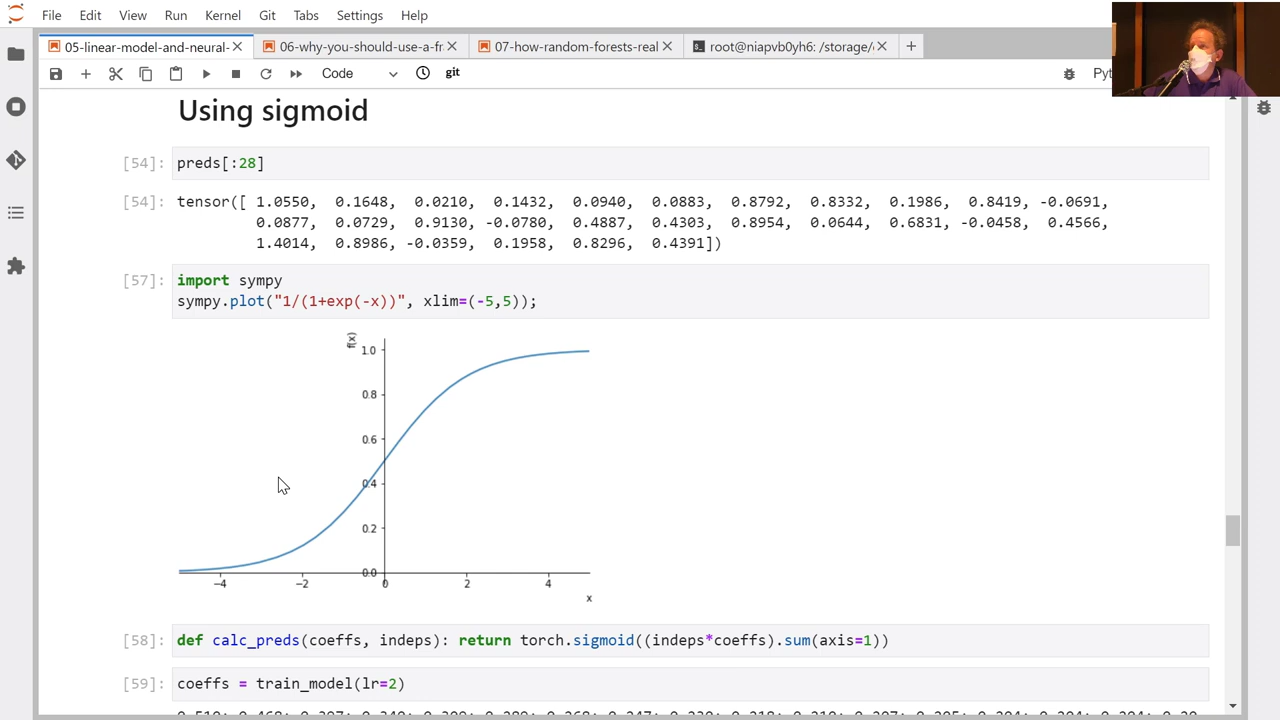 File Edit View Run Kernel Git Tabs Settings Help
05-linear-model-and-neural-
06-why-you-should-use-a-fr
07-how-random-forests-real
root@niapvb0yh6: /storage/
Code
git
Pyt
Using sigmoid
[54]: preds[:28]
[54]: tensor([ 1.0550, 0.1648, 0.0210, 0.1432, 0.0940, 0.0883, 0.8792, 0.8332, 0.1986, 0.8419, -0.0691,
0.0877, 0.0729, 0.9130, -0.0780, 0.4887, 0.4303, 0.8954, 0.0644, 0.6831, -0.0458, 0.4566,
1.4014, 0.8986, -0.0359, 0.1958, 0.8296, 0.4391])
[57]: import sympy
sympy.plot("1/(1+exp(-x))", xlim=(-5,5));
f(x)
1.0
0.8
0.6
0.4
0.2
0.0
−4 −2 0 2 4
x
[58]: def calc_preds(coeffs, indeps): return torch.sigmoid((indeps*coeffs).sum(axis=1))
[59]: coeffs = train_model(lr=2)